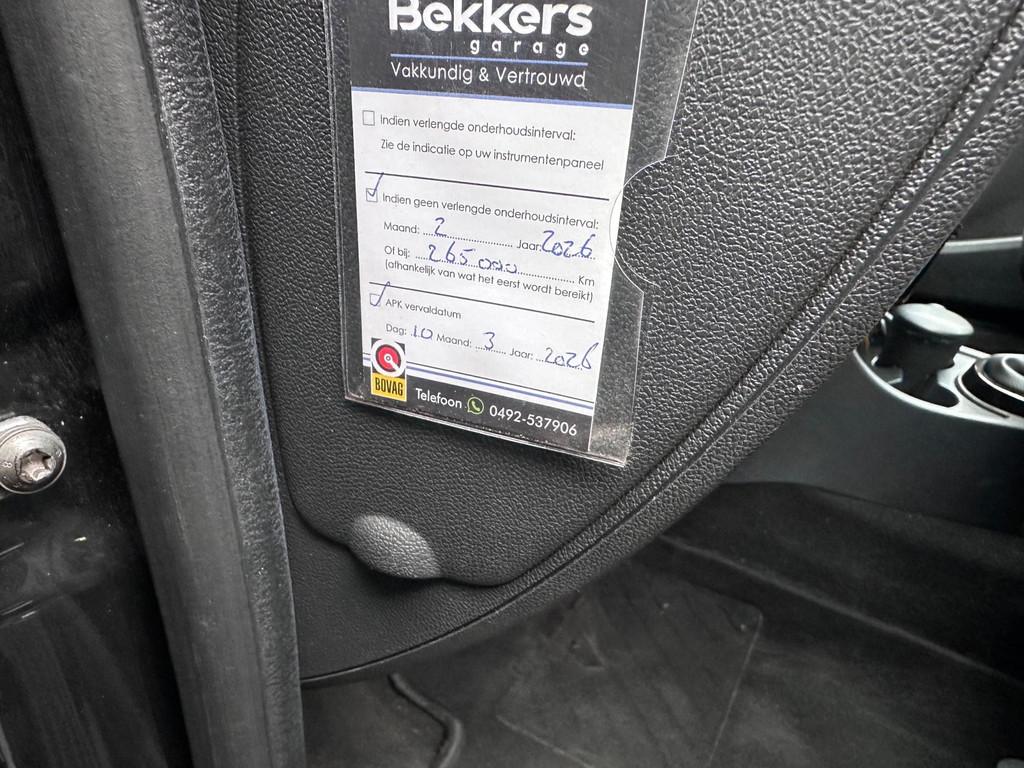 Bekkers
garage
Vakkundig & Vertrouwd
Indien verlengde onderhoudsinterval:
Zie de indicatie op uw instrumentenpaneel
Indien geen verlengde onderhoudsinterval:
Maand: 2 Jaar: 2026
Of bij: 265.000 Km
(afhankelijk van wat het eerst wordt bereikt)
APK vervaldatum
Dag: 10 Maand: 3 Jaar: 2026
BOVAG
Telefoon 0492-537906